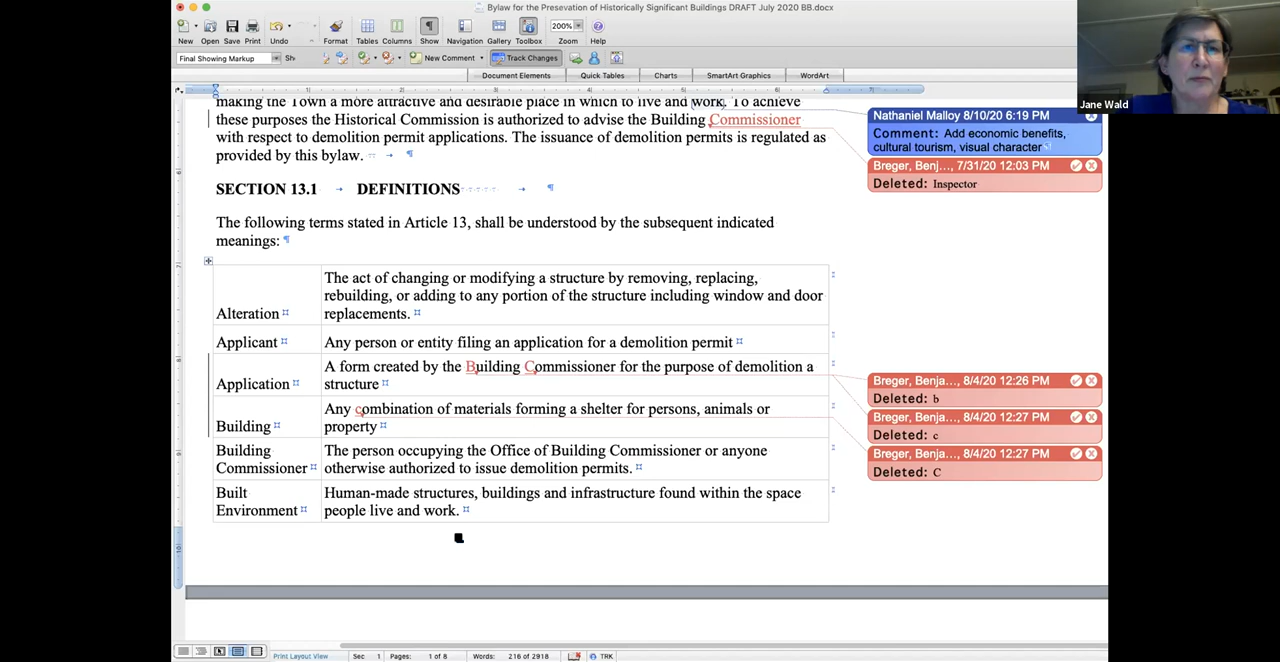 Bylaw for the Presevation of Historically Significant Buildings DRAFT July 2020 BB.docx
New Open Save Print Undo Format Tables Columns Show Navigation Gallery Toolbox Zoom Help
200%
Final Showing Markup Sh New Comment Track Changes
Document Elements Quick Tables Charts SmartArt Graphics WordArt
Jane Wald
making the Town a more attractive and desirable place in which to live and work. To achieve
these purposes the Historical Commission is authorized to advise the Building Commissioner
with respect to demolition permit applications. The issuance of demolition permits is regulated as
provided by this bylaw.
SECTION 13.1 DEFINITIONS
The following terms stated in Article 13, shall be understood by the subsequent indicated
meanings:
The act of changing or modifying a structure by removing, replacing,
rebuilding, or adding to any portion of the structure including window and door
Alteration replacements.
Applicant Any person or entity filing an application for a demolition permit
A form created by the Building Commissioner for the purpose of demolition a
Application structure
Any combination of materials forming a shelter for persons, animals or
Building property
Building The person occupying the Office of Building Commissioner or anyone
Commissioner otherwise authorized to issue demolition permits.
Built Human-made structures, buildings and infrastructure found within the space
Environment people live and work.
Nathaniel Malloy 8/10/20 6:19 PM
Comment: Add economic benefits,
cultural tourism, visual character
Breger, Benj..., 7/31/20 12:03 PM
Deleted: Inspector
Breger, Benja..., 8/4/20 12:26 PM
Deleted: b
Breger, Benja..., 8/4/20 12:27 PM
Deleted: c
Breger, Benja..., 8/4/20 12:27 PM
Deleted: C
Print Layout View Sec 1 Pages: 1 of 8 Words: 216 of 2918 TRK